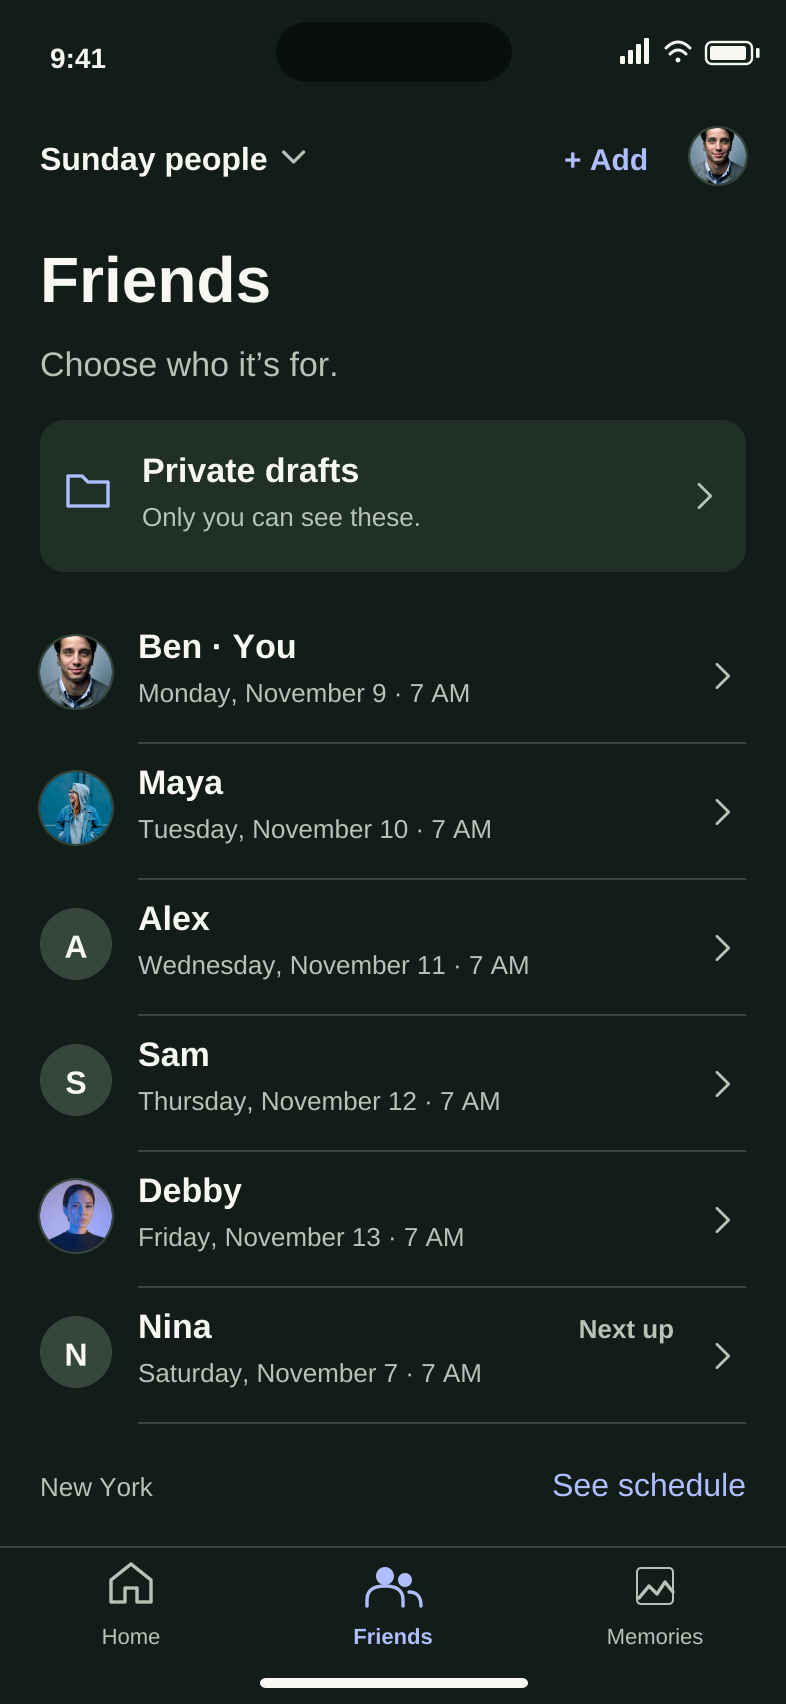 9:41
Sunday people
+ Add
Friends
Choose who it’s for.
Private drafts
Only you can see these.
Ben · You
Monday, November 9 · 7 AM
Maya
Tuesday, November 10 · 7 AM
A
Alex
Wednesday, November 11 · 7 AM
S
Sam
Thursday, November 12 · 7 AM
Debby
Friday, November 13 · 7 AM
N
Nina
Next up
Saturday, November 7 · 7 AM
New York
See schedule
Home
Friends
Memories